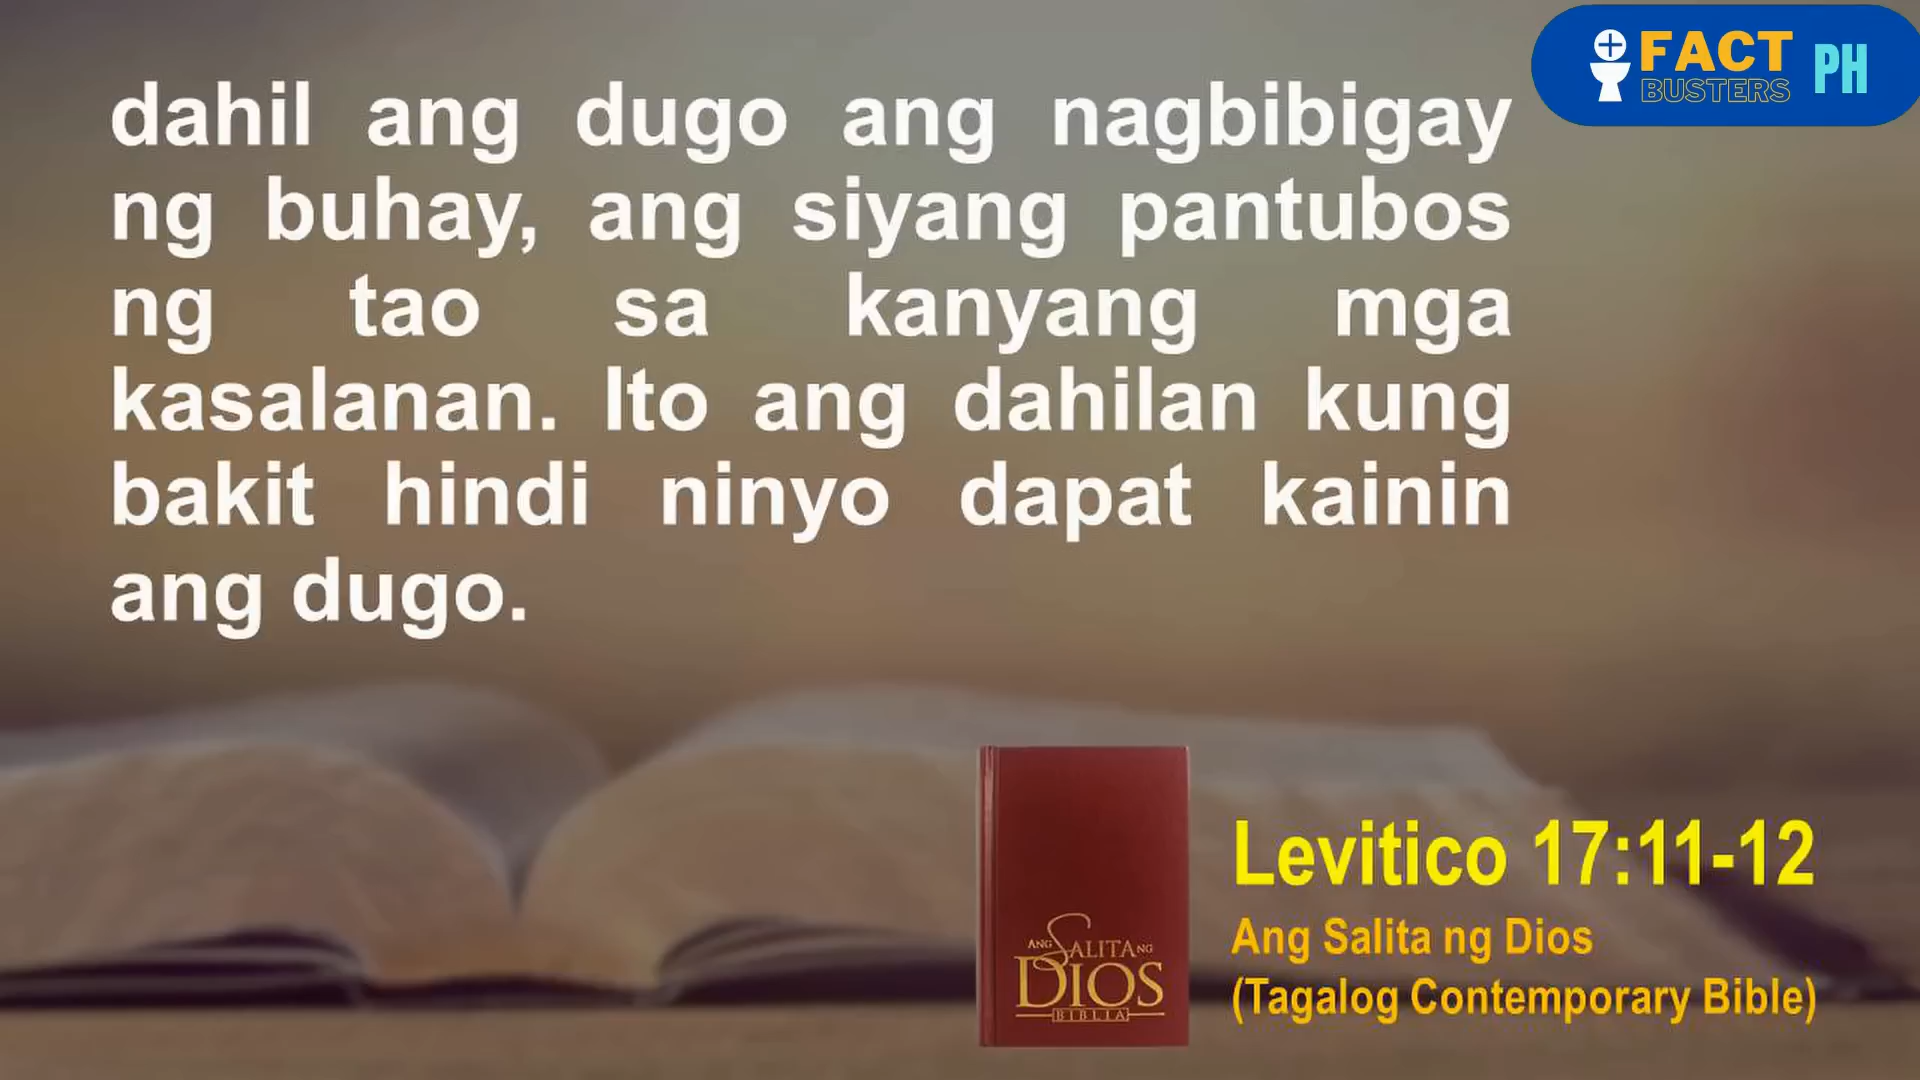 FACT
BUSTERS
PH
dahil ang dugo ang nagbibigay
ng buhay, ang siyang pantubos
ng tao sa kanyang mga
kasalanan. Ito ang dahilan kung
bakit hindi ninyo dapat kainin
ang dugo.
ANG SALITA NG
DIOS
BIBLIA
Levitico 17:11-12
Ang Salita ng Dios
(Tagalog Contemporary Bible)